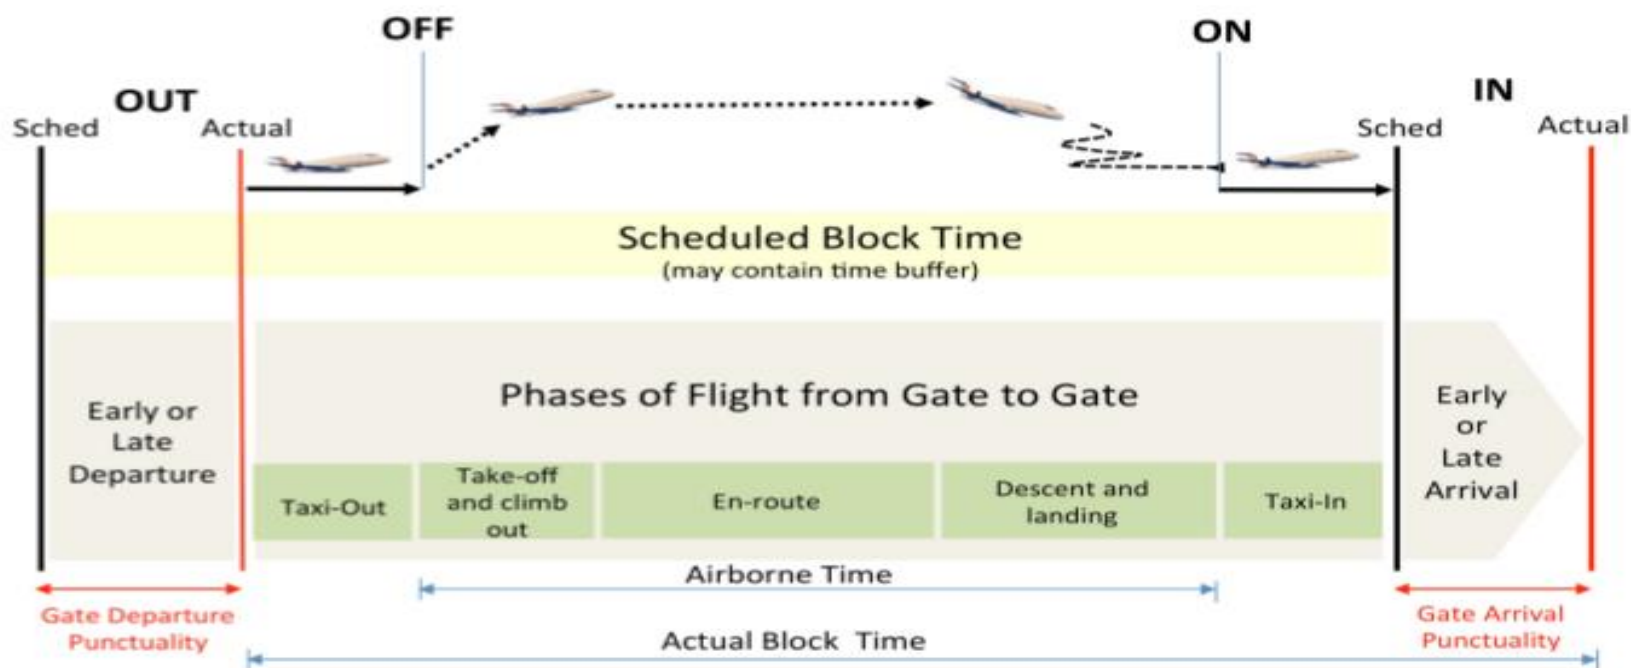 OFF
ON
OUT
IN
Sched
Actual
Sched
Actual
Scheduled Block Time
(may contain time buffer)
Phases of Flight from Gate to Gate
Early or
Late
Departure
Early
or
Late
Arrival
Taxi-Out
Take-off
and climb
out
En-route
Descent and
landing
Taxi-In
Airborne Time
Gate Departure
Punctuality
Gate Arrival
Punctuality
Actual Block Time